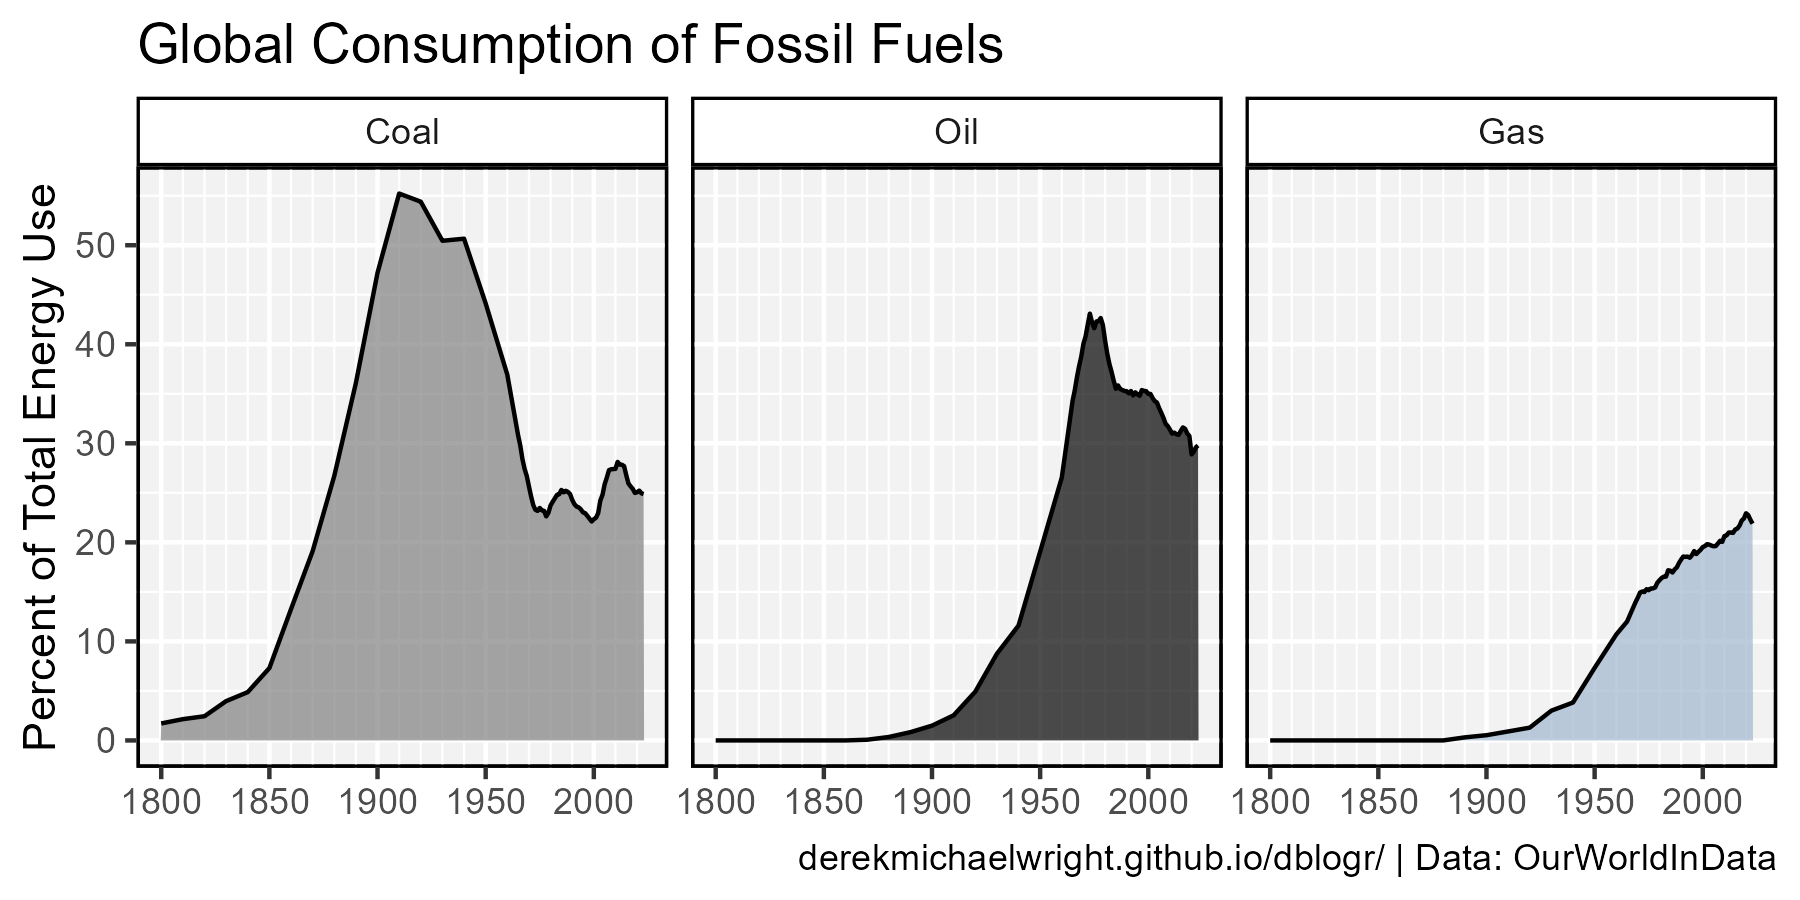 Global Consumption of Fossil Fuels
Coal
Oil
Gas
Percent of Total Energy Use
50
40
30
20
10
0
1800 1850 1900 1950 2000
1800 1850 1900 1950 2000
1800 1850 1900 1950 2000
derekmichaelwright.github.io/dblogr/ | Data: OurWorldInData